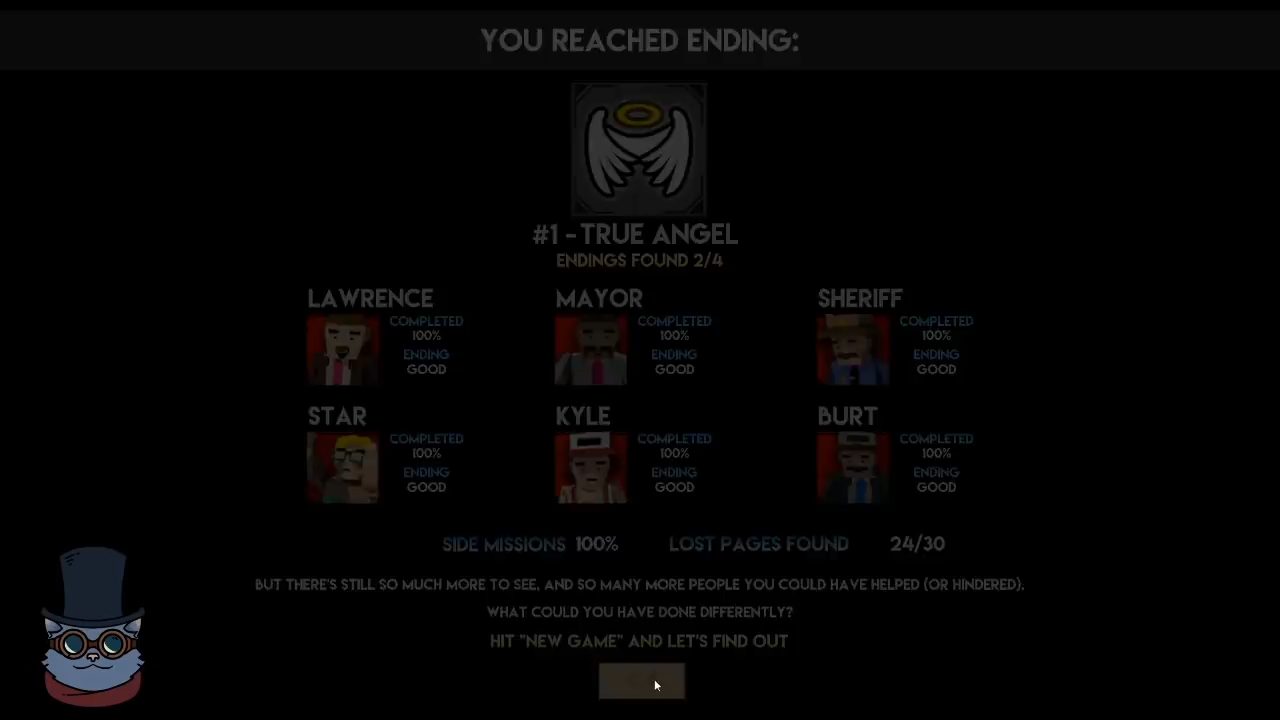 YOU REACHED ENDING:
#1 - TRUE ANGEL
ENDINGS FOUND 2/4
LAWRENCE
COMPLETED
100%
ENDING
GOOD
MAYOR
COMPLETED
100%
ENDING
GOOD
SHERIFF
COMPLETED
100%
ENDING
GOOD
STAR
COMPLETED
100%
ENDING
GOOD
KYLE
COMPLETED
100%
ENDING
GOOD
BURT
COMPLETED
100%
ENDING
GOOD
SIDE MISSIONS 100% LOST PAGES FOUND 24/30
BUT THERE'S STILL SO MUCH MORE TO SEE, AND SO MANY MORE PEOPLE YOU COULD HAVE HELPED (OR HINDERED).
WHAT COULD YOU HAVE DONE DIFFERENTLY?
HIT "NEW GAME" AND LET'S FIND OUT